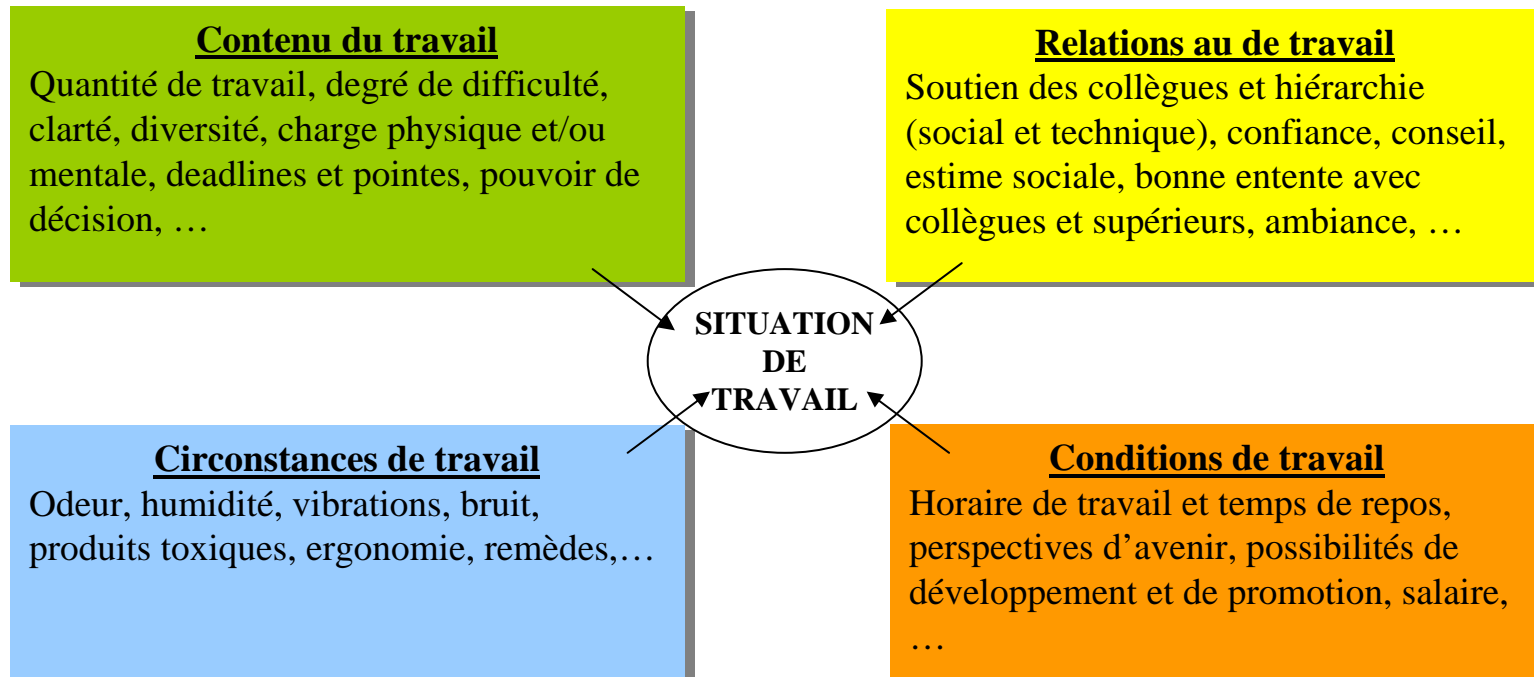 Contenu du travail
Quantité de travail, degré de difficulté,
clarté, diversité, charge physique et/ou
mentale, deadlines et pointes, pouvoir de
décision, …
Relations au de travail
Soutien des collègues et hiérarchie
(social et technique), confiance, conseil,
estime sociale, bonne entente avec
collègues et supérieurs, ambiance, …
SITUATION
DE
TRAVAIL
Circonstances de travail
Odeur, humidité, vibrations, bruit,
produits toxiques, ergonomie, remèdes,…
Conditions de travail
Horaire de travail et temps de repos,
perspectives d’avenir, possibilités de
développement et de promotion, salaire,
…